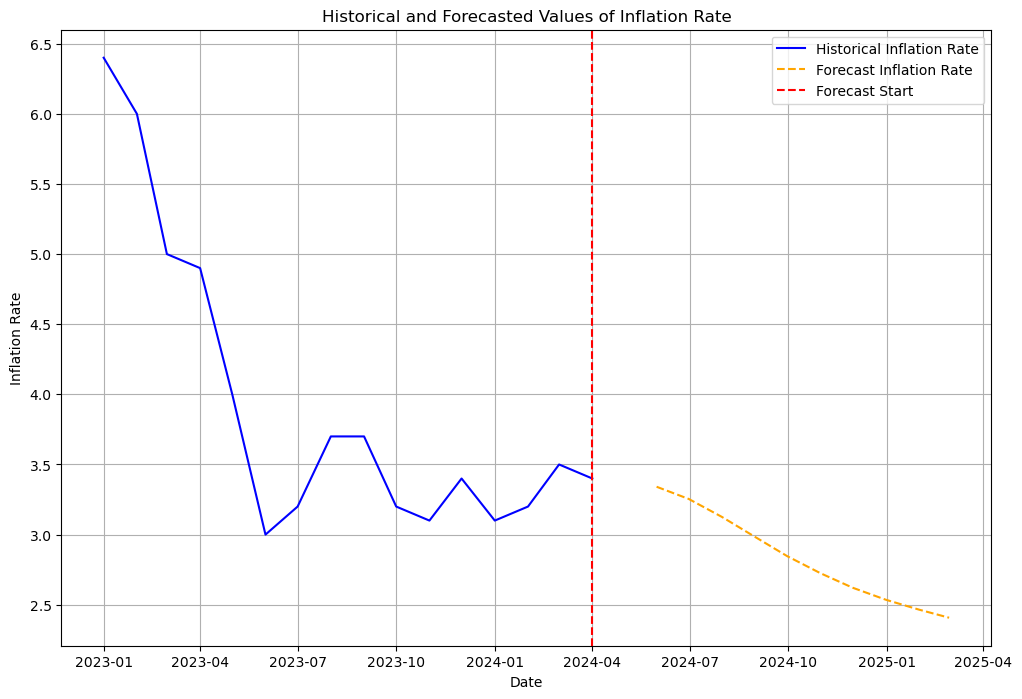 Historical and Forecasted Values of Inflation Rate
Historical Inflation Rate
Forecast Inflation Rate
Forecast Start
Inflation Rate
6.5
6.0
5.5
5.0
4.5
4.0
3.5
3.0
2.5
2023-01 2023-04 2023-07 2023-10 2024-01 2024-04 2024-07 2024-10 2025-01 2025-04
Date